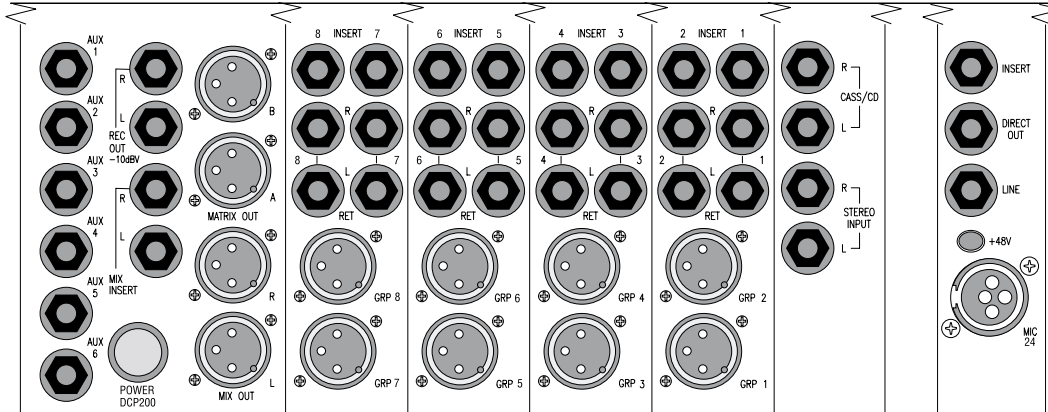 AUX
1
AUX
2
AUX
3
AUX
4
AUX
5
AUX
6
R
L
REC
OUT
-10dBV
R
L
MIX
INSERT
POWER
DCP200
B
A
MATRIX OUT
R
L
MIX OUT
8 INSERT 7
R
8 7
L
RET
GRP 8
GRP 7
6 INSERT 5
R
6 5
L
RET
GRP 6
GRP 5
4 INSERT 3
R
4 3
L
RET
GRP 4
GRP 3
2 INSERT 1
R
2 1
L
RET
GRP 2
GRP 1
R
CASS/CD
L
R
STEREO
INPUT
L
INSERT
DIRECT
OUT
LINE
+48V
MIC
24